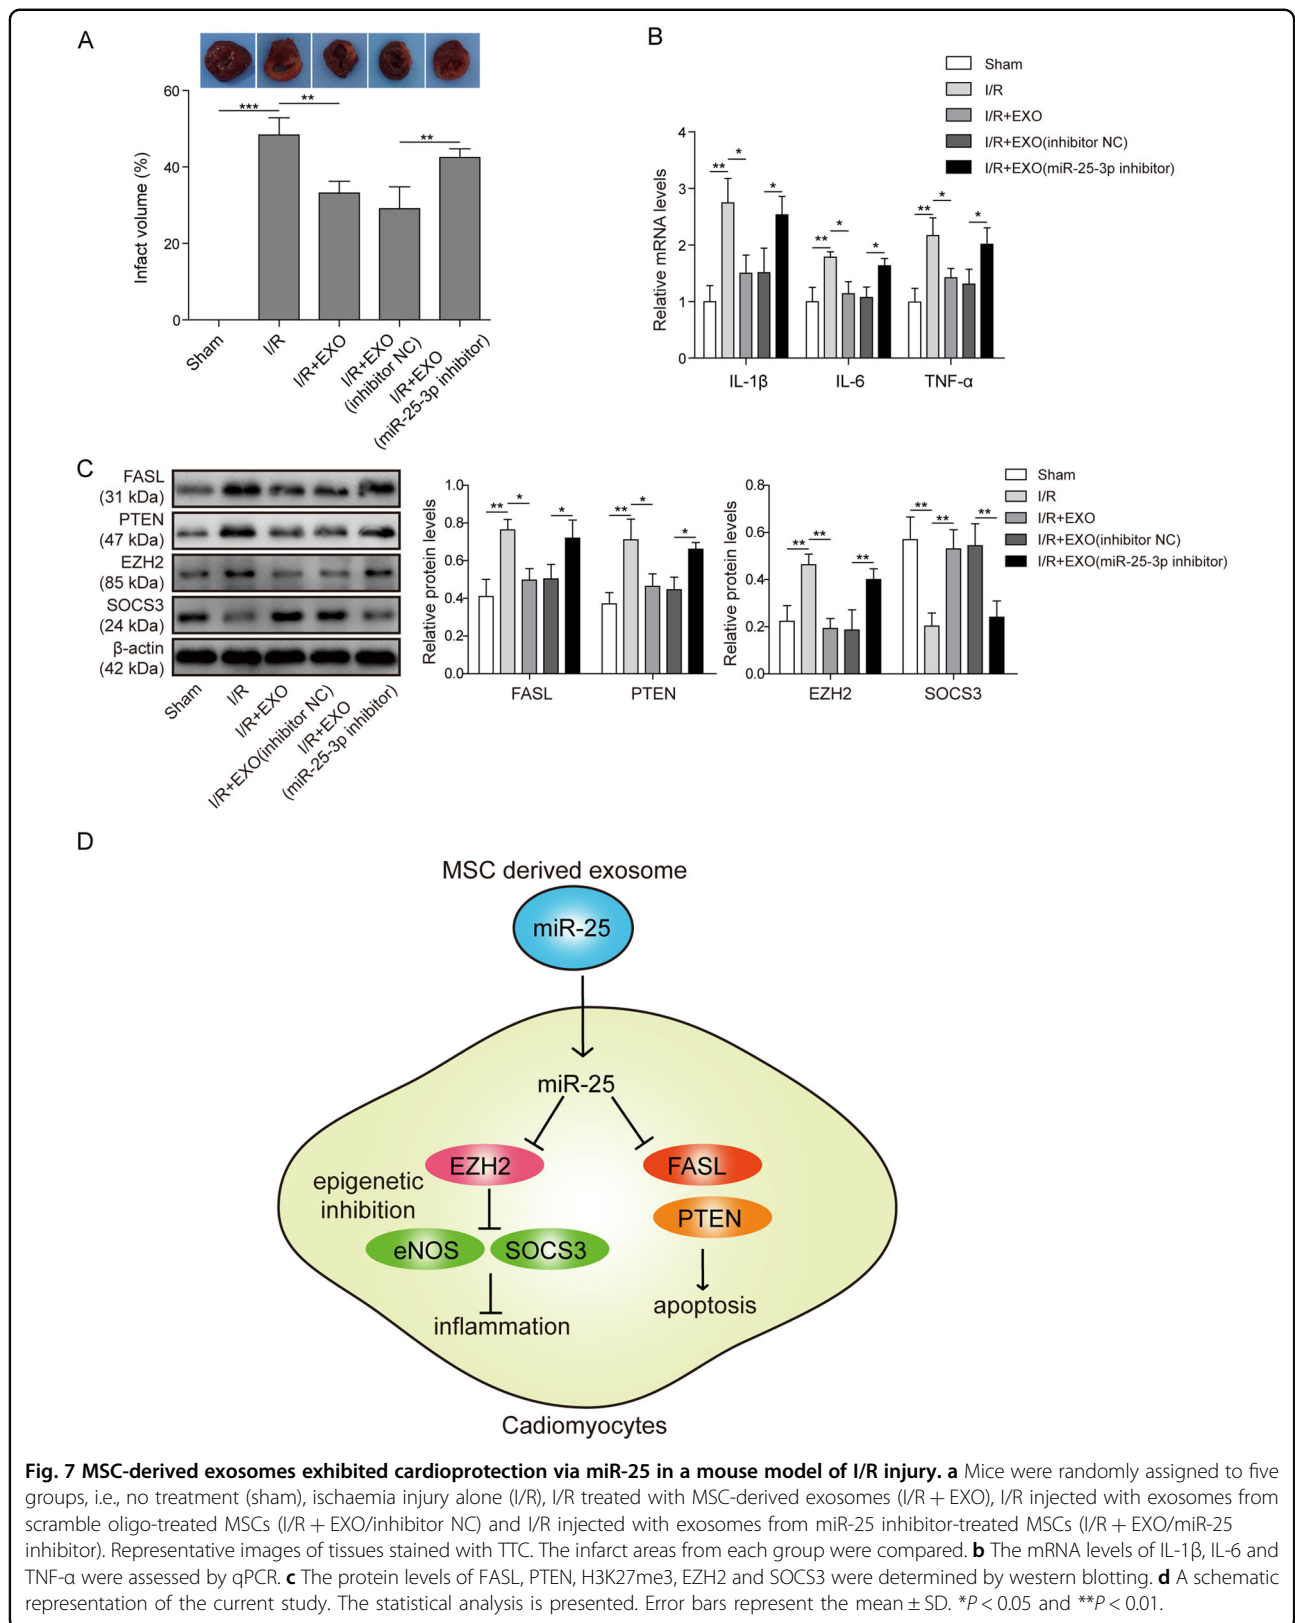 A
***
**
**
Infact volume (%)
60
40
20
0
Sham
I/R
I/R+EXO
I/R+EXO
(inhibitor NC)
I/R+EXO
(miR-25-3p inhibitor)
B
Sham
I/R
I/R+EXO
I/R+EXO(inhibitor NC)
I/R+EXO(miR-25-3p inhibitor)
Relative mRNA levels
4
3
2
1
0
**
*
*
**
*
*
**
*
*
IL-1β
IL-6
TNF-α
C
FASL
(31 kDa)
PTEN
(47 kDa)
EZH2
(85 kDa)
SOCS3
(24 kDa)
β-actin
(42 kDa)
Sham
I/R
I/R+EXO
I/R+EXO(inhibitor NC)
I/R+EXO
(miR-25-3p inhibitor)
Relative protein levels
1.0
0.8
0.6
0.4
0.2
0.0
**
*
*
**
*
*
FASL
PTEN
Relative protein levels
0.8
0.6
0.4
0.2
0.0
**
**
**
**
**
**
EZH2
SOCS3
Sham
I/R
I/R+EXO
I/R+EXO(inhibitor NC)
I/R+EXO(miR-25-3p inhibitor)
D
MSC derived exosome
miR-25
miR-25
EZH2
FASL
epigenetic
inhibition
PTEN
eNOS
SOCS3
apoptosis
inflammation
Cadiomyocytes
Fig. 7 MSC-derived exosomes exhibited cardioprotection via miR-25 in a mouse model of I/R injury. a Mice were randomly assigned to five
groups, i.e., no treatment (sham), ischaemia injury alone (I/R), I/R treated with MSC-derived exosomes (I/R + EXO), I/R injected with exosomes from
scramble oligo-treated MSCs (I/R + EXO/inhibitor NC) and I/R injected with exosomes from miR-25 inhibitor-treated MSCs (I/R + EXO/miR-25
inhibitor). Representative images of tissues stained with TTC. The infarct areas from each group were compared. b The mRNA levels of IL-1β, IL-6 and
TNF-α were assessed by qPCR. c The protein levels of FASL, PTEN, H3K27me3, EZH2 and SOCS3 were determined by western blotting. d A schematic
representation of the current study. The statistical analysis is presented. Error bars represent the mean ± SD. *P < 0.05 and **P < 0.01.